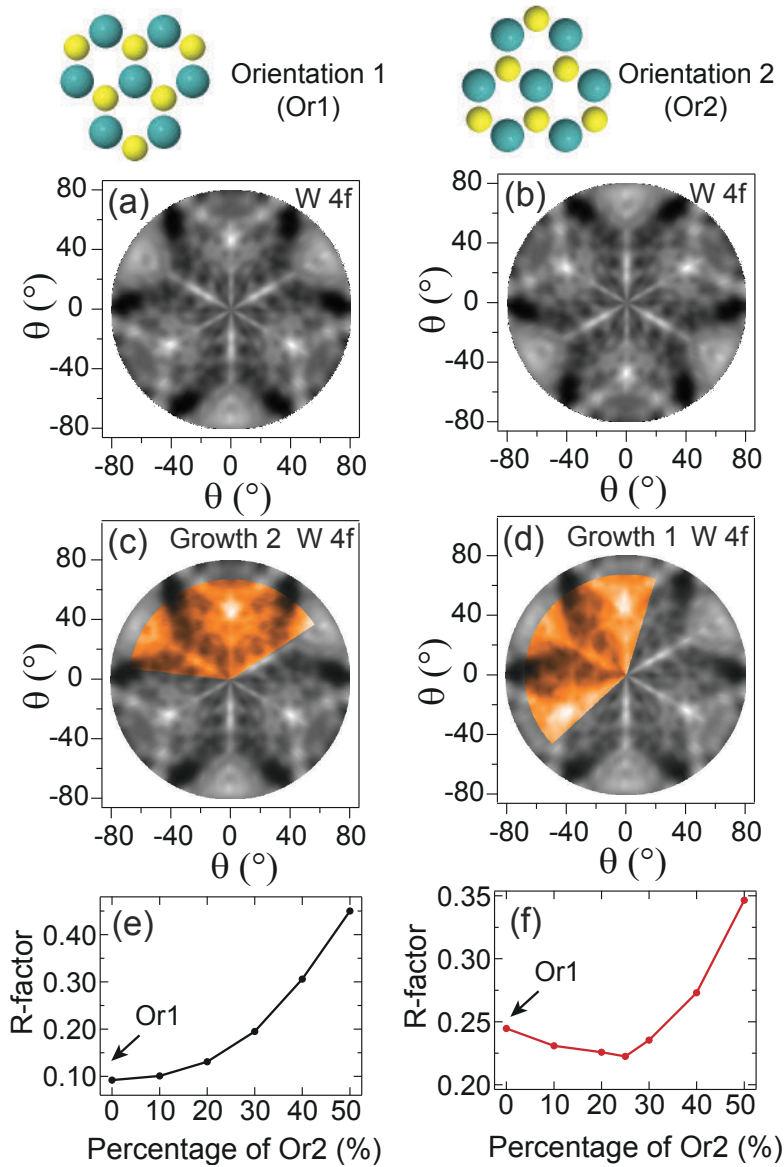 Orientation 1
(Or1)
Orientation 2
(Or2)
(a)
W 4f
80
40
0
-40
-80
θ (°)
-80 -40 0 40 80
θ (°)
(b)
W 4f
80
40
0
-40
-80
θ (°)
-80 -40 0 40 80
θ (°)
(c)
Growth 2 W 4f
80
40
0
-40
-80
θ (°)
-80 -40 0 40 80
θ (°)
(d)
Growth 1 W 4f
80
40
0
-40
-80
θ (°)
-80 -40 0 40 80
θ (°)
(e)
Or1
0.40
0.30
0.20
0.10
R-factor
0 10 20 30 40 50
Percentage of Or2 (%)
(f)
Or1
0.35
0.30
0.25
0.20
R-factor
0 10 20 30 40 50
Percentage of Or2 (%)